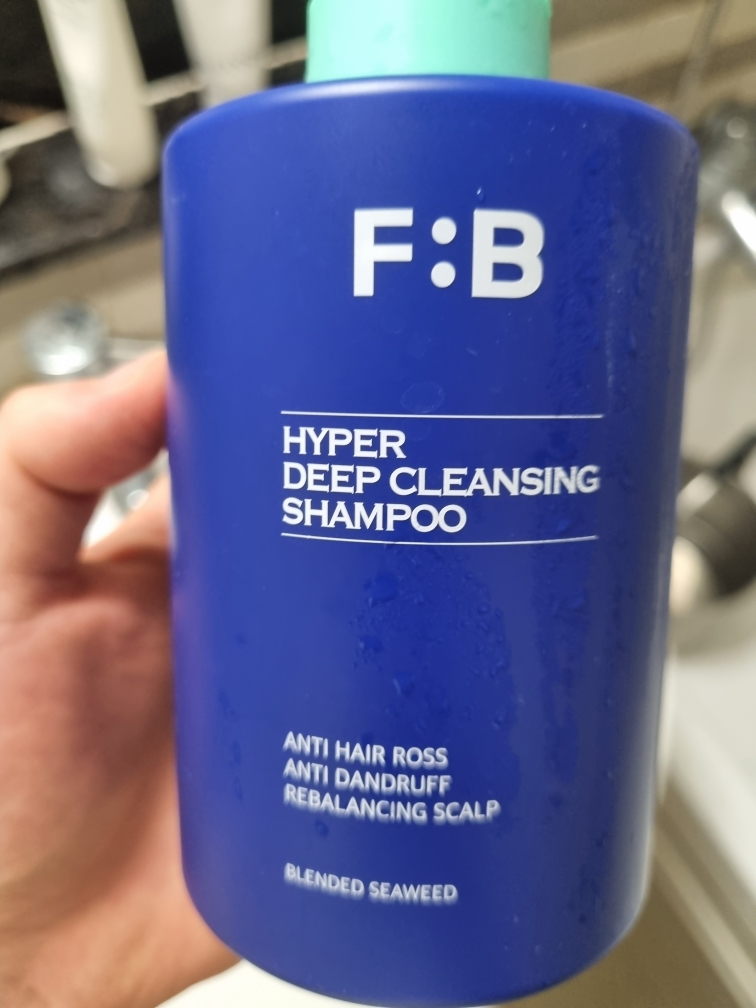 F:B
HYPER
DEEP CLEANSING
SHAMPOO
ANTI HAIR ROSS
ANTI DANDRUFF
REBALANCING SCALP
BLENDED SEAWEED